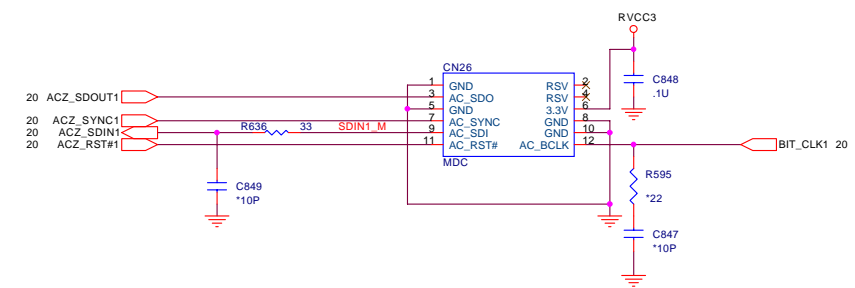 RVCC3
CN26
1 GND RSV 2
20 ACZ_SDOUT1 3 AC_SDO RSV 4
5 GND 3.3V 6
C848
.1U
20 ACZ_SYNC1 7 AC_SYNC GND 8
20 ACZ_SDIN1 R636 33 SDIN1_M 9 AC_SDI GND 10
20 ACZ_RST#1 11 AC_RST# AC_BCLK 12 BIT_CLK1 20
MDC
R595
*22
C849
*10P
C847
*10P